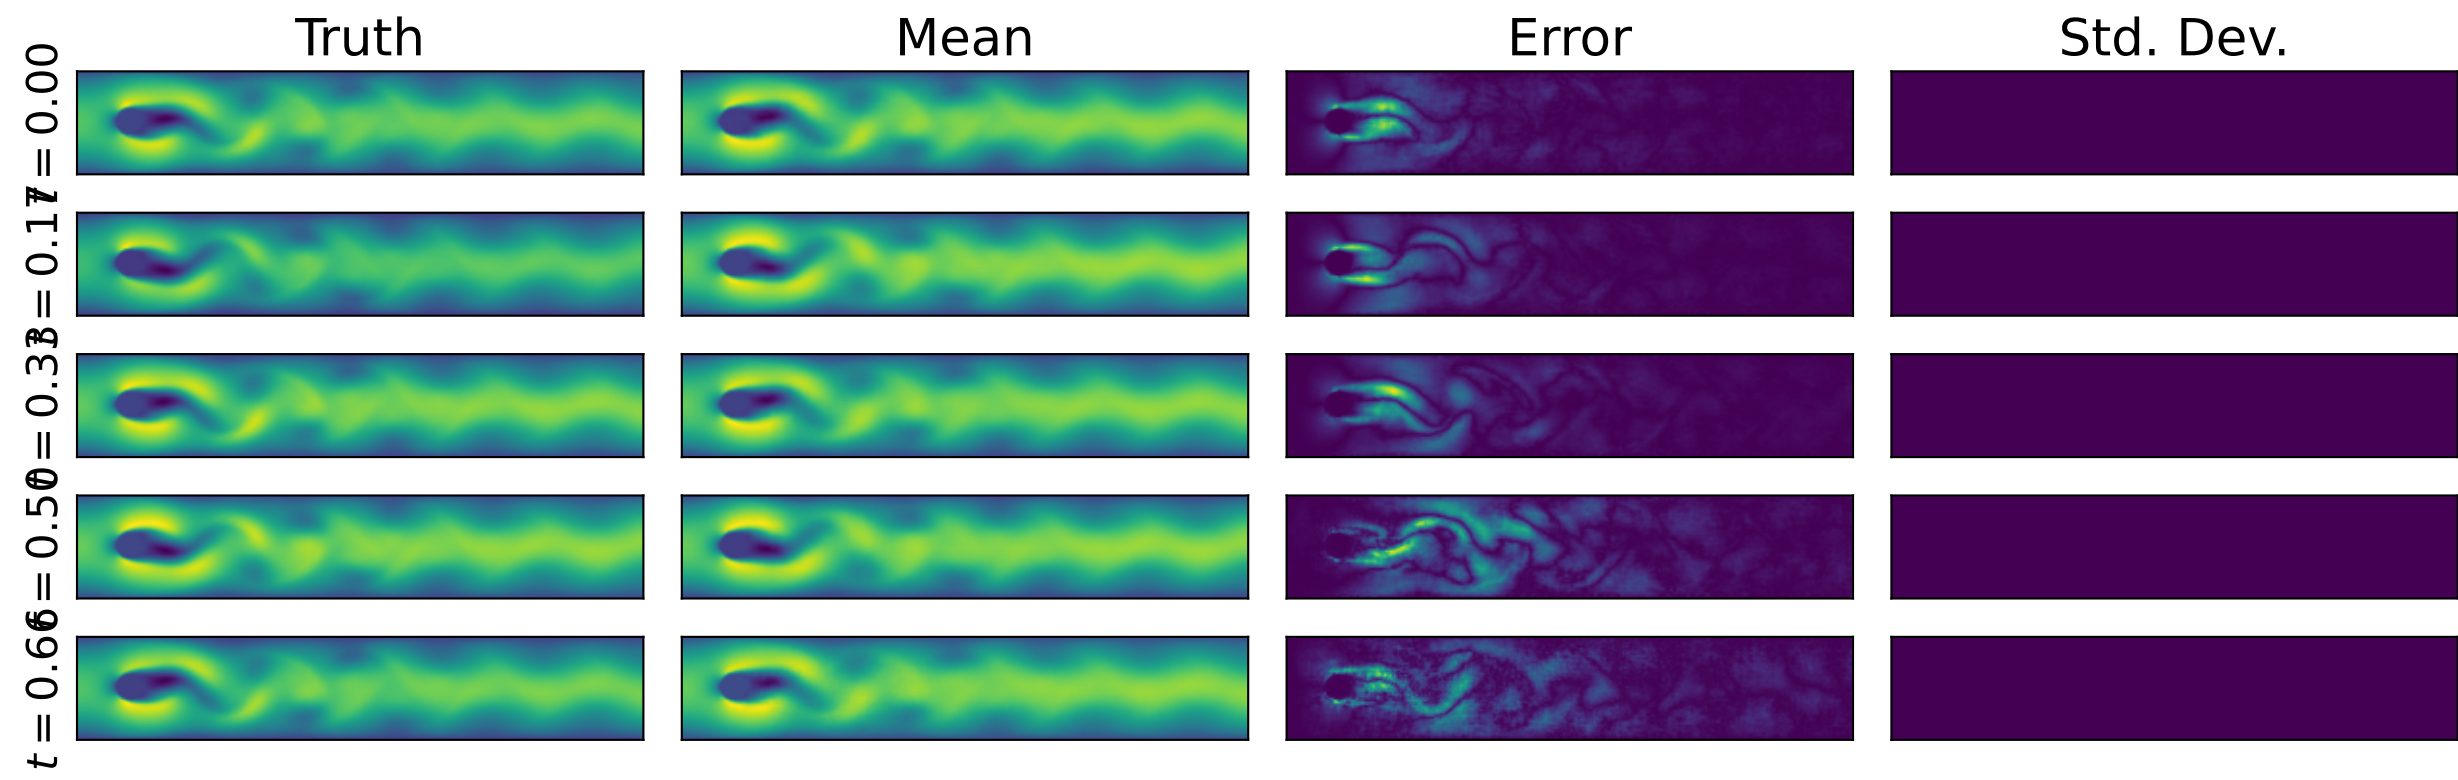 Truth Mean Error Std. Dev.
t = 0.00
t = 0.17
t = 0.33
t = 0.50
t = 0.66